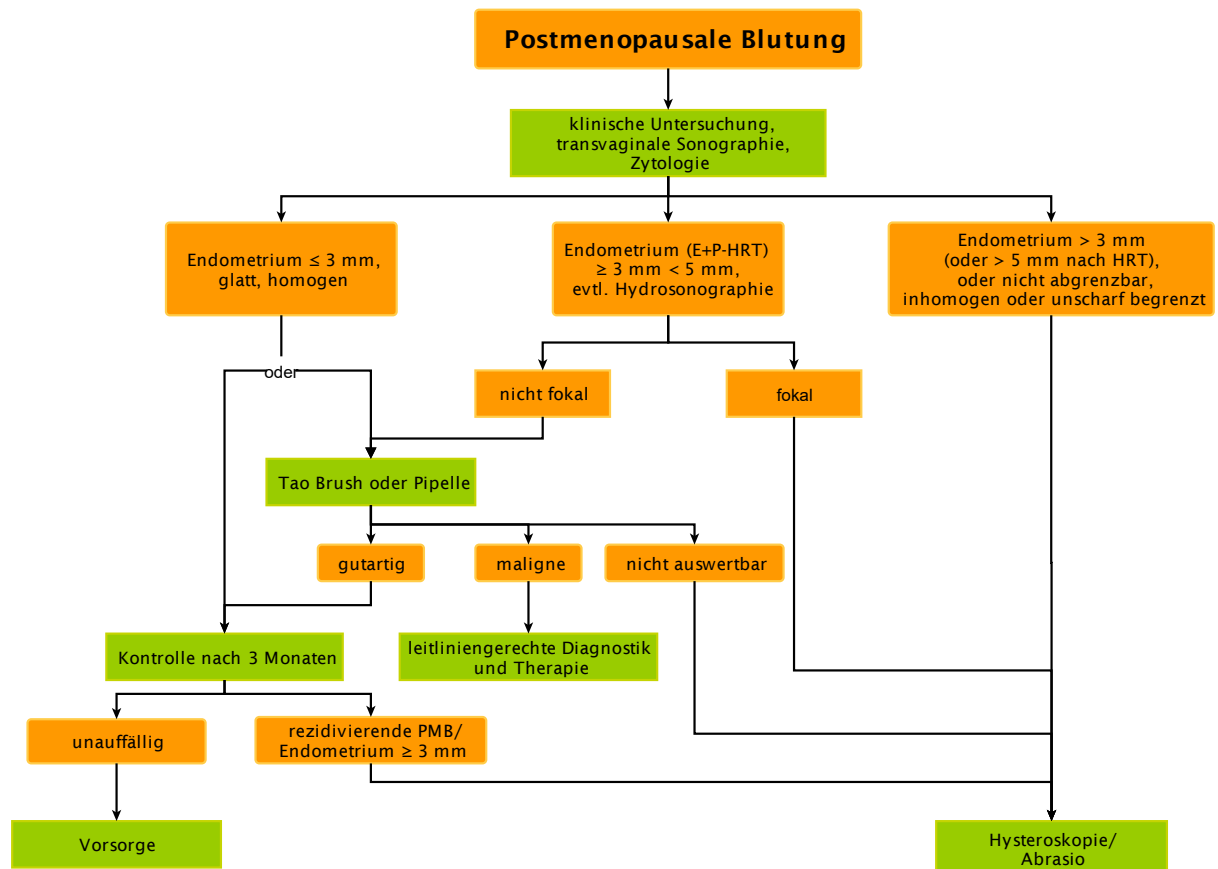 Postmenopausale Blutung
klinische Untersuchung,
transvaginale Sonographie,
Zytologie
Endometrium ≤ 3 mm,
glatt, homogen
Endometrium (E+P-HRT)
≥ 3 mm < 5 mm,
evtl. Hydrosonographie
Endometrium > 3 mm
(oder > 5 mm nach HRT),
oder nicht abgrenzbar,
inhomogen oder unscharf begrenzt
oder
nicht fokal
fokal
Tao Brush oder Pipelle
gutartig
maligne
nicht auswertbar
Kontrolle nach 3 Monaten
leitliniengerechte Diagnostik
und Therapie
unauffällig
rezidivierende PMB/
Endometrium ≥ 3 mm
Vorsorge
Hysteroskopie/
Abrasio